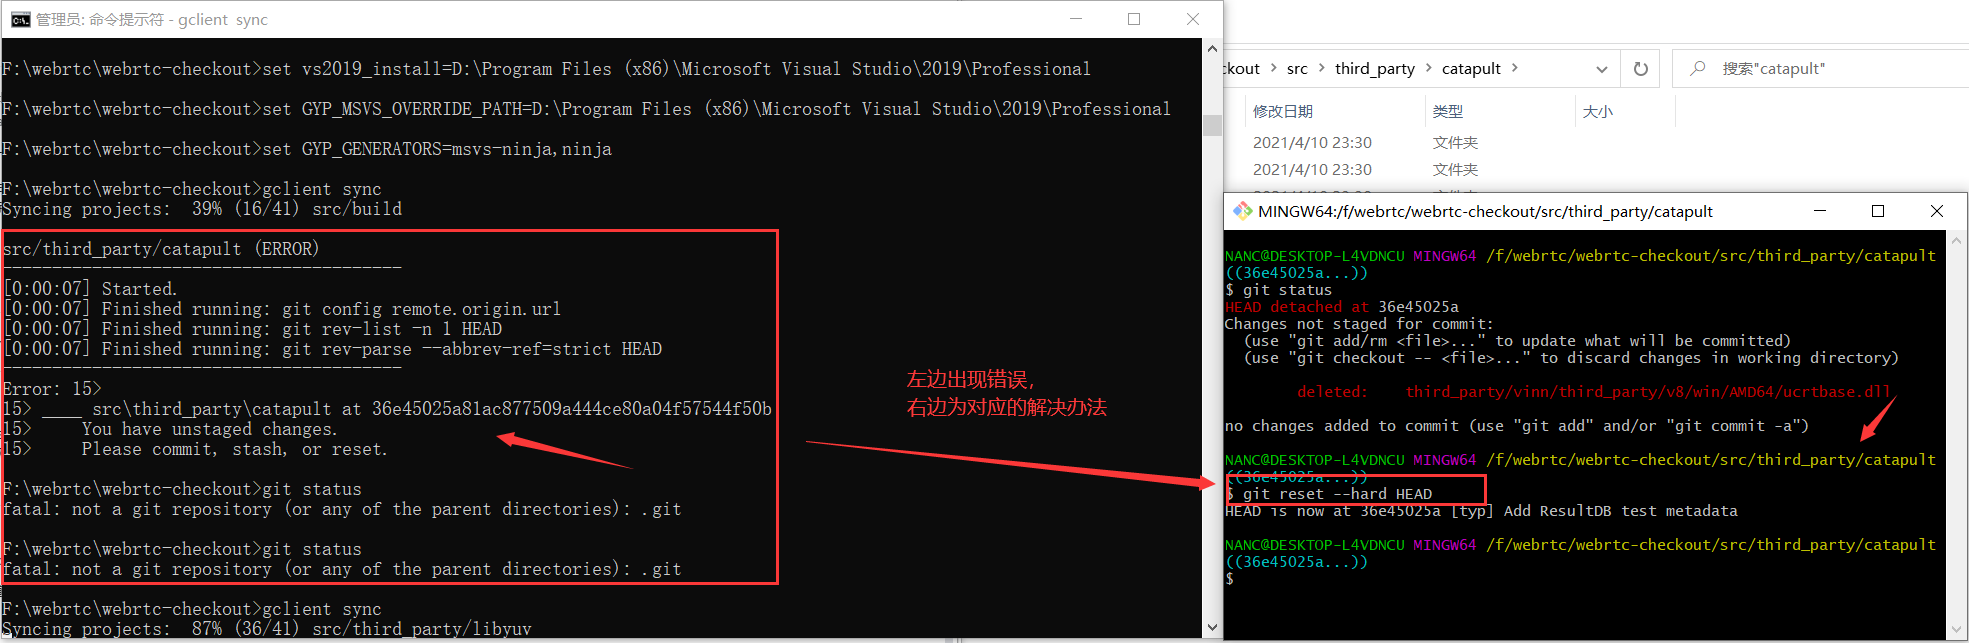 管理员: 命令提示符 - gclient  sync
F:\webrtc\webrtc-checkout>set vs2019_install=D:\Program Files (x86)\Microsoft Visual Studio\2019\Professional
F:\webrtc\webrtc-checkout>set GYP_MSVS_OVERRIDE_PATH=D:\Program Files (x86)\Microsoft Visual Studio\2019\Professional
F:\webrtc\webrtc-checkout>set GYP_GENERATORS=msvs-ninja,ninja
F:\webrtc\webrtc-checkout>gclient sync
Syncing projects:  39% (16/41) src/build
src/third_party/catapult (ERROR)
----------------------------------------
[0:00:07] Started.
[0:00:07] Finished running: git config remote.origin.url
[0:00:07] Finished running: git rev-list -n 1 HEAD
[0:00:07] Finished running: git rev-parse --abbrev-ref=strict HEAD
----------------------------------------
Error: 15>
15> ____ src\third_party\catapult at 36e45025a81ac877509a444ce80a04f57544f50b
15>     You have unstaged changes.
15>     Please commit, stash, or reset.
F:\webrtc\webrtc-checkout>git status
fatal: not a git repository (or any of the parent directories): .git
F:\webrtc\webrtc-checkout>git status
fatal: not a git repository (or any of the parent directories): .git
F:\webrtc\webrtc-checkout>gclient sync
Syncing projects:  87% (36/41) src/third_party/libyuv
左边出现错误，
右边为对应的解决办法
ckout > src > third_party > catapult >
搜索"catapult"
修改日期 类型 大小
2021/4/10 23:30 文件夹
2021/4/10 23:30 文件夹
MINGW64:/f/webrtc/webrtc-checkout/src/third_party/catapult
NANC@DESKTOP-L4VDNCU MINGW64 /f/webrtc/webrtc-checkout/src/third_party/catapult
((36e45025a...))
$ git status
HEAD detached at 36e45025a
Changes not staged for commit:
  (use "git add/rm <file>..." to update what will be committed)
  (use "git checkout -- <file>..." to discard changes in working directory)
        deleted:    third_party/vinn/third_party/v8/win/AMD64/ucrtbase.dll
no changes added to commit (use "git add" and/or "git commit -a")
NANC@DESKTOP-L4VDNCU MINGW64 /f/webrtc/webrtc-checkout/src/third_party/catapult
((36e45025a...))
$ git reset --hard HEAD
HEAD is now at 36e45025a [typ] Add ResultDB test metadata
NANC@DESKTOP-L4VDNCU MINGW64 /f/webrtc/webrtc-checkout/src/third_party/catapult
((36e45025a...))
$